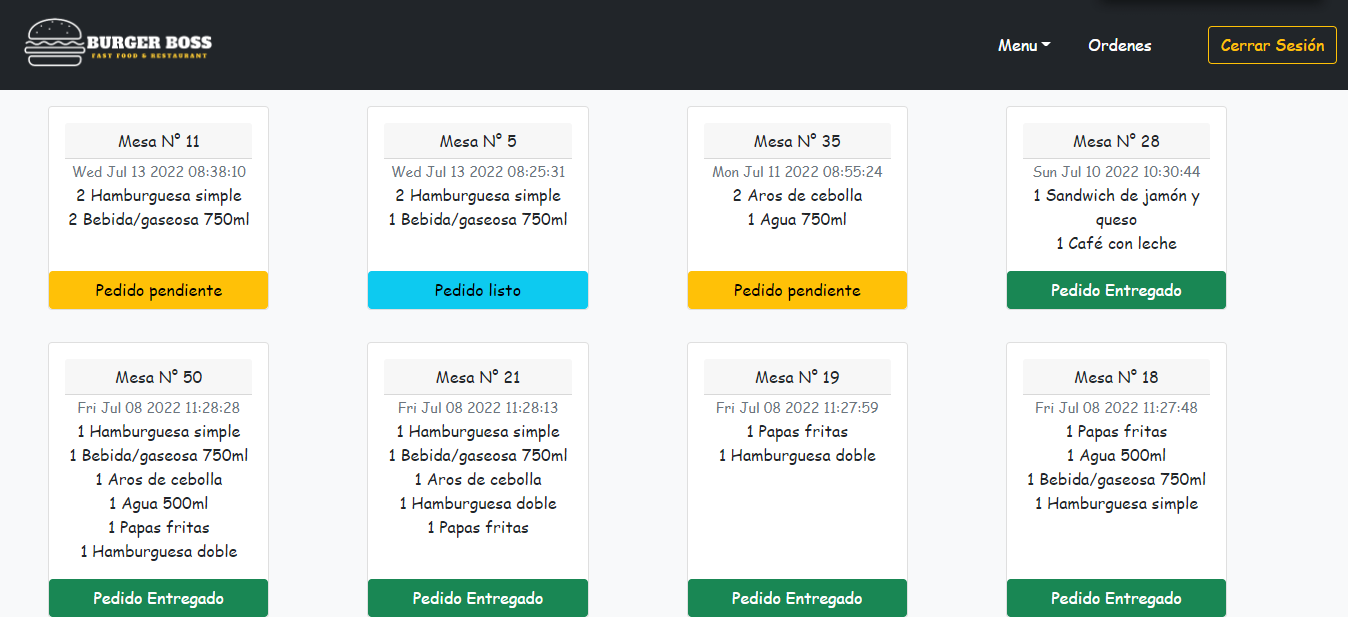 BURGER BOSS
FAST FOOD & RESTAURANT
Menu
Ordenes
Cerrar Sesión
Mesa N° 11
Wed Jul 13 2022 08:38:10
2 Hamburguesa simple
2 Bebida/gaseosa 750ml
Pedido pendiente
Mesa N° 5
Wed Jul 13 2022 08:25:31
2 Hamburguesa simple
1 Bebida/gaseosa 750ml
Pedido listo
Mesa N° 35
Mon Jul 11 2022 08:55:24
2 Aros de cebolla
1 Agua 750ml
Pedido pendiente
Mesa N° 28
Sun Jul 10 2022 10:30:44
1 Sandwich de jamón y
queso
1 Café con leche
Pedido Entregado
Mesa N° 50
Fri Jul 08 2022 11:28:28
1 Hamburguesa simple
1 Bebida/gaseosa 750ml
1 Aros de cebolla
1 Agua 500ml
1 Papas fritas
1 Hamburguesa doble
Pedido Entregado
Mesa N° 21
Fri Jul 08 2022 11:28:13
1 Hamburguesa simple
1 Bebida/gaseosa 750ml
1 Aros de cebolla
1 Hamburguesa doble
1 Papas fritas
Pedido Entregado
Mesa N° 19
Fri Jul 08 2022 11:27:59
1 Papas fritas
1 Hamburguesa doble
Pedido Entregado
Mesa N° 18
Fri Jul 08 2022 11:27:48
1 Papas fritas
1 Agua 500ml
1 Bebida/gaseosa 750ml
1 Hamburguesa simple
Pedido Entregado